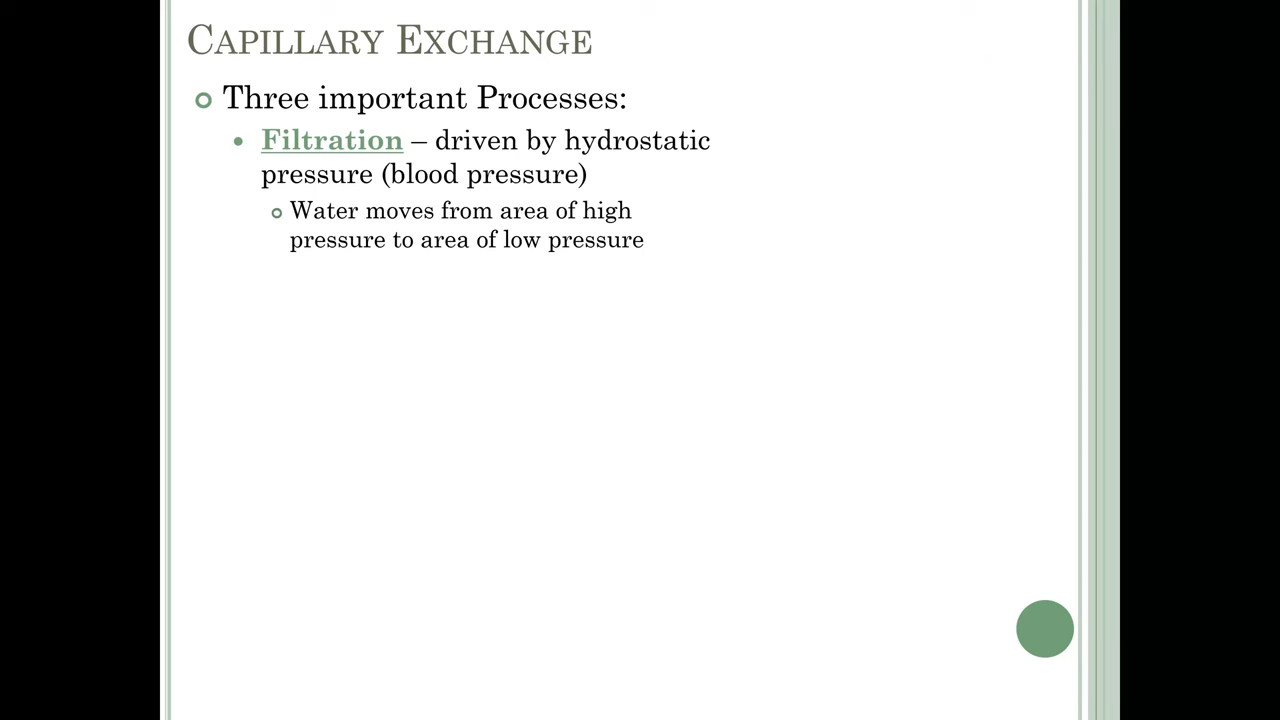 Capillary Exchange
Three important Processes:
Filtration – driven by hydrostatic
pressure (blood pressure)
Water moves from area of high
pressure to area of low pressure